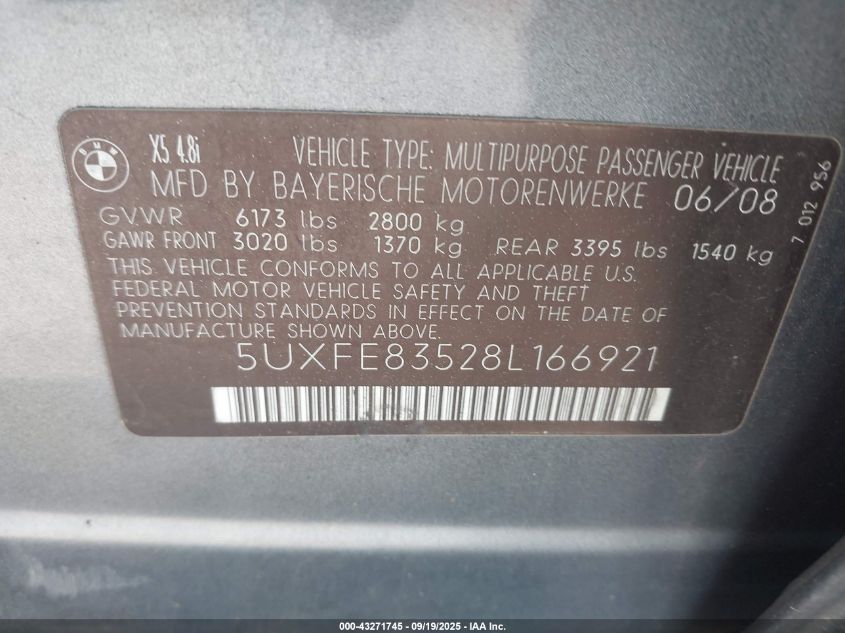 BMW
X5 4.8i
VEHICLE TYPE: MULTIPURPOSE PASSENGER VEHICLE
MFD BY BAYERISCHE MOTORENWERKE 06/08
GVWR 6173 lbs 2800 kg
GAWR FRONT 3020 lbs 1370 kg REAR 3395 lbs 1540 kg
THIS VEHICLE CONFORMS TO ALL APPLICABLE U.S.
FEDERAL MOTOR VEHICLE SAFETY AND THEFT
PREVENTION STANDARDS IN EFFECT ON THE DATE OF
MANUFACTURE SHOWN ABOVE.
5UXFE83528L166921
7 012 956
000-43271745 - 09/19/2025 - IAA Inc.